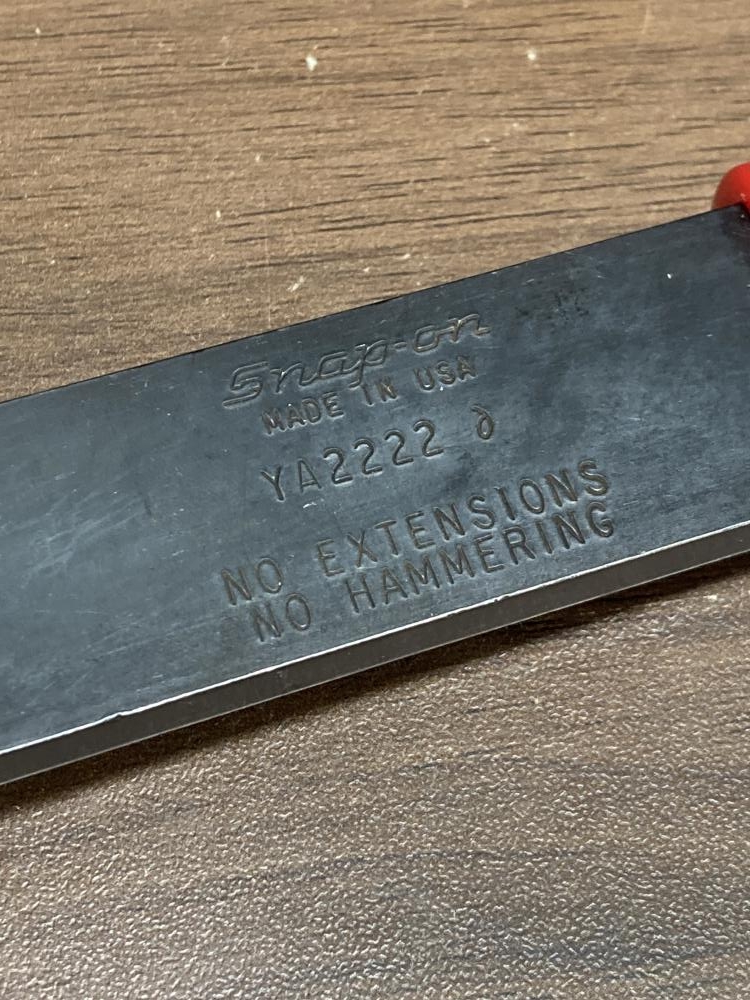 Snap-on
MADE IN USA
YA2222
NO EXTENSIONS
NO HAMMERING